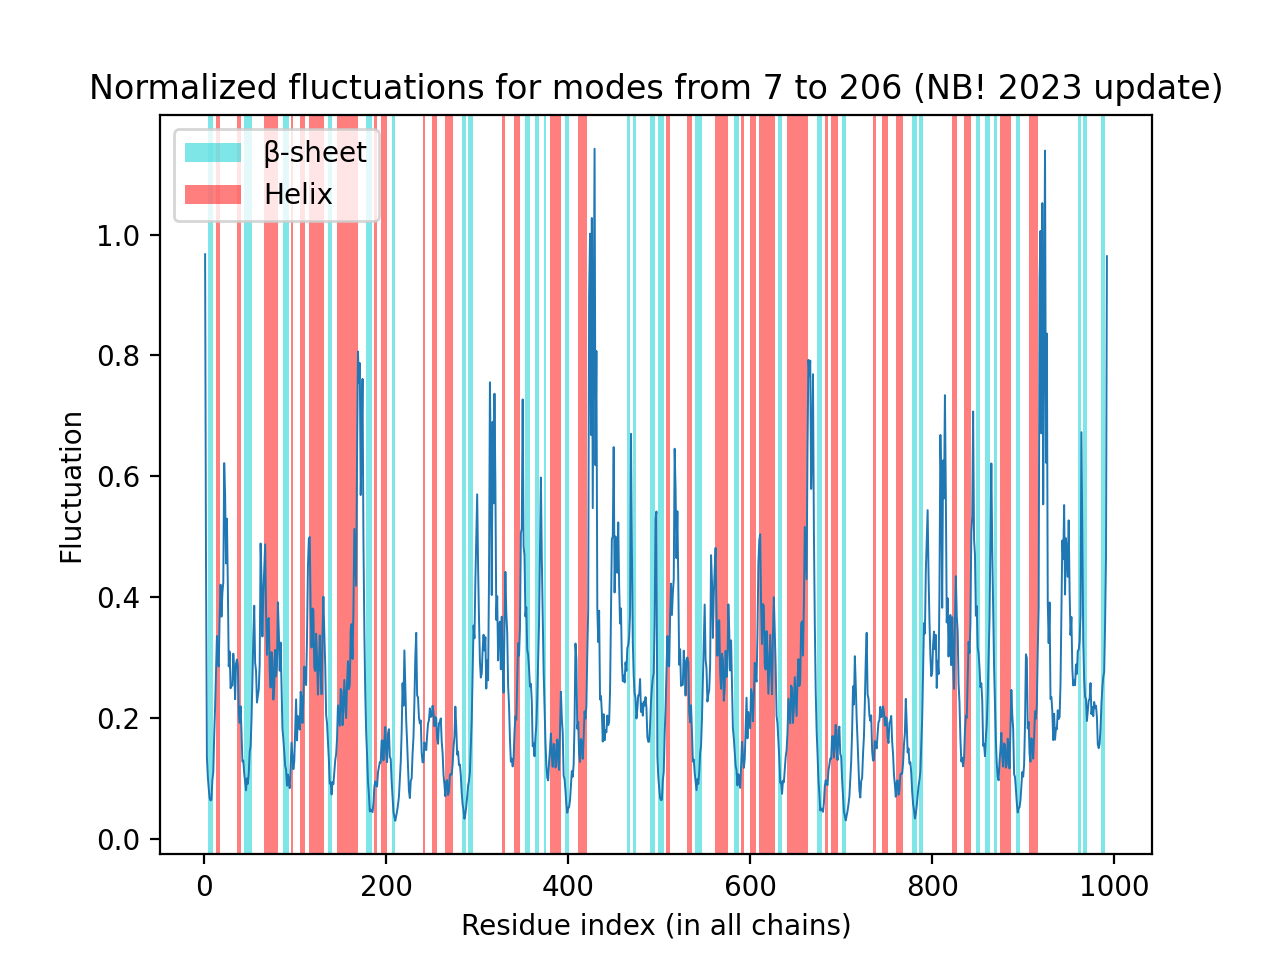 Normalized fluctuations for modes from 7 to 206 (NB! 2023 update)
β-sheet
Helix
1.0
0.8
0.6
0.4
0.2
0.0
Fluctuation
0 200 400 600 800 1000
Residue index (in all chains)